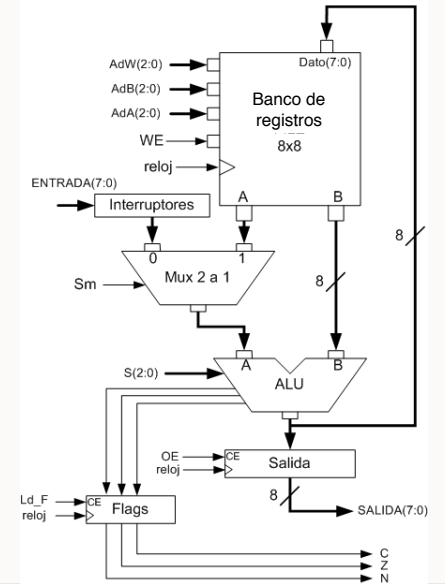 Dato(7:0)
AdW(2:0)
AdB(2:0)
AdA(2:0)
WE
reloj
Banco de
registros
8x8
A
B
ENTRADA(7:0)
Interruptores
0
1
Mux 2 a 1
Sm
8
8
S(2:0)
A
B
ALU
OE
CE
reloj
Salida
8
SALIDA(7:0)
Ld_F
CE
reloj
Flags
C
Z
N